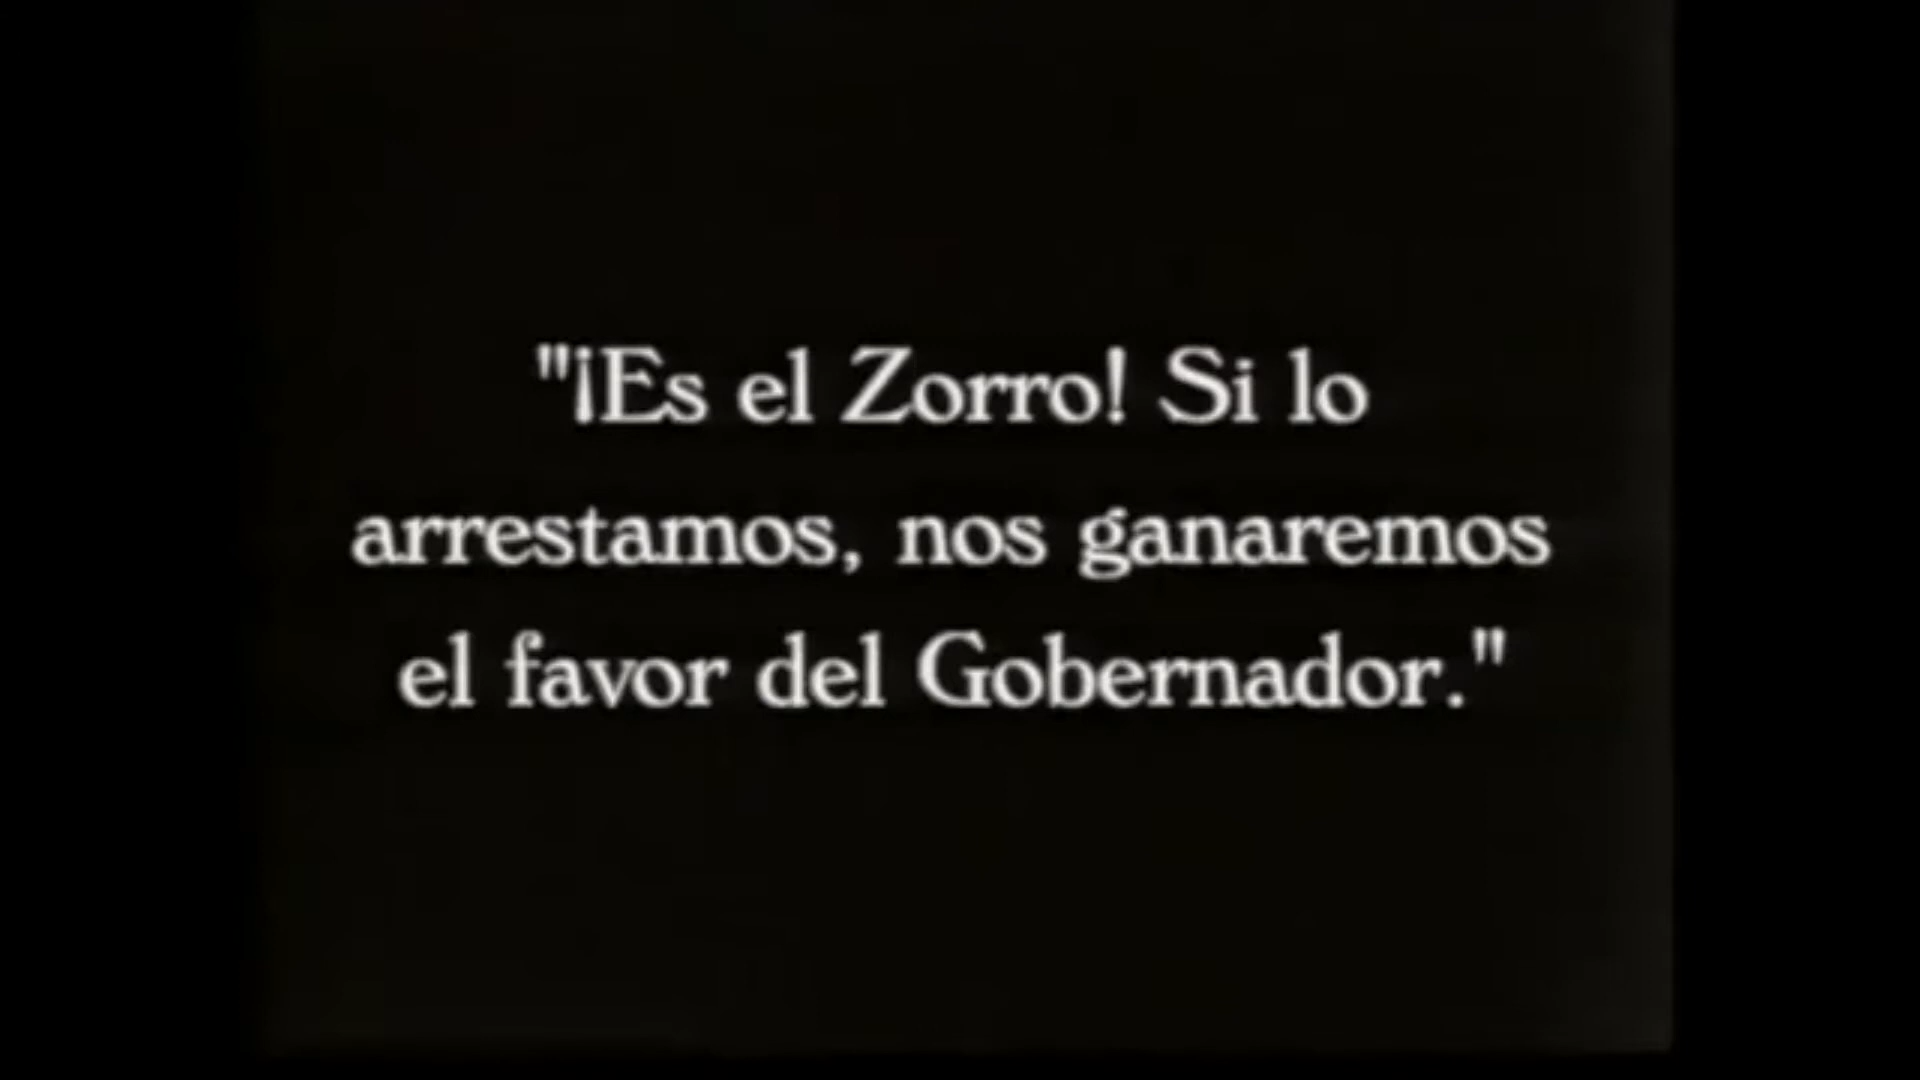 "¡Es el Zorro! Si lo
arrestamos, nos ganaremos
el favor del Gobernador."